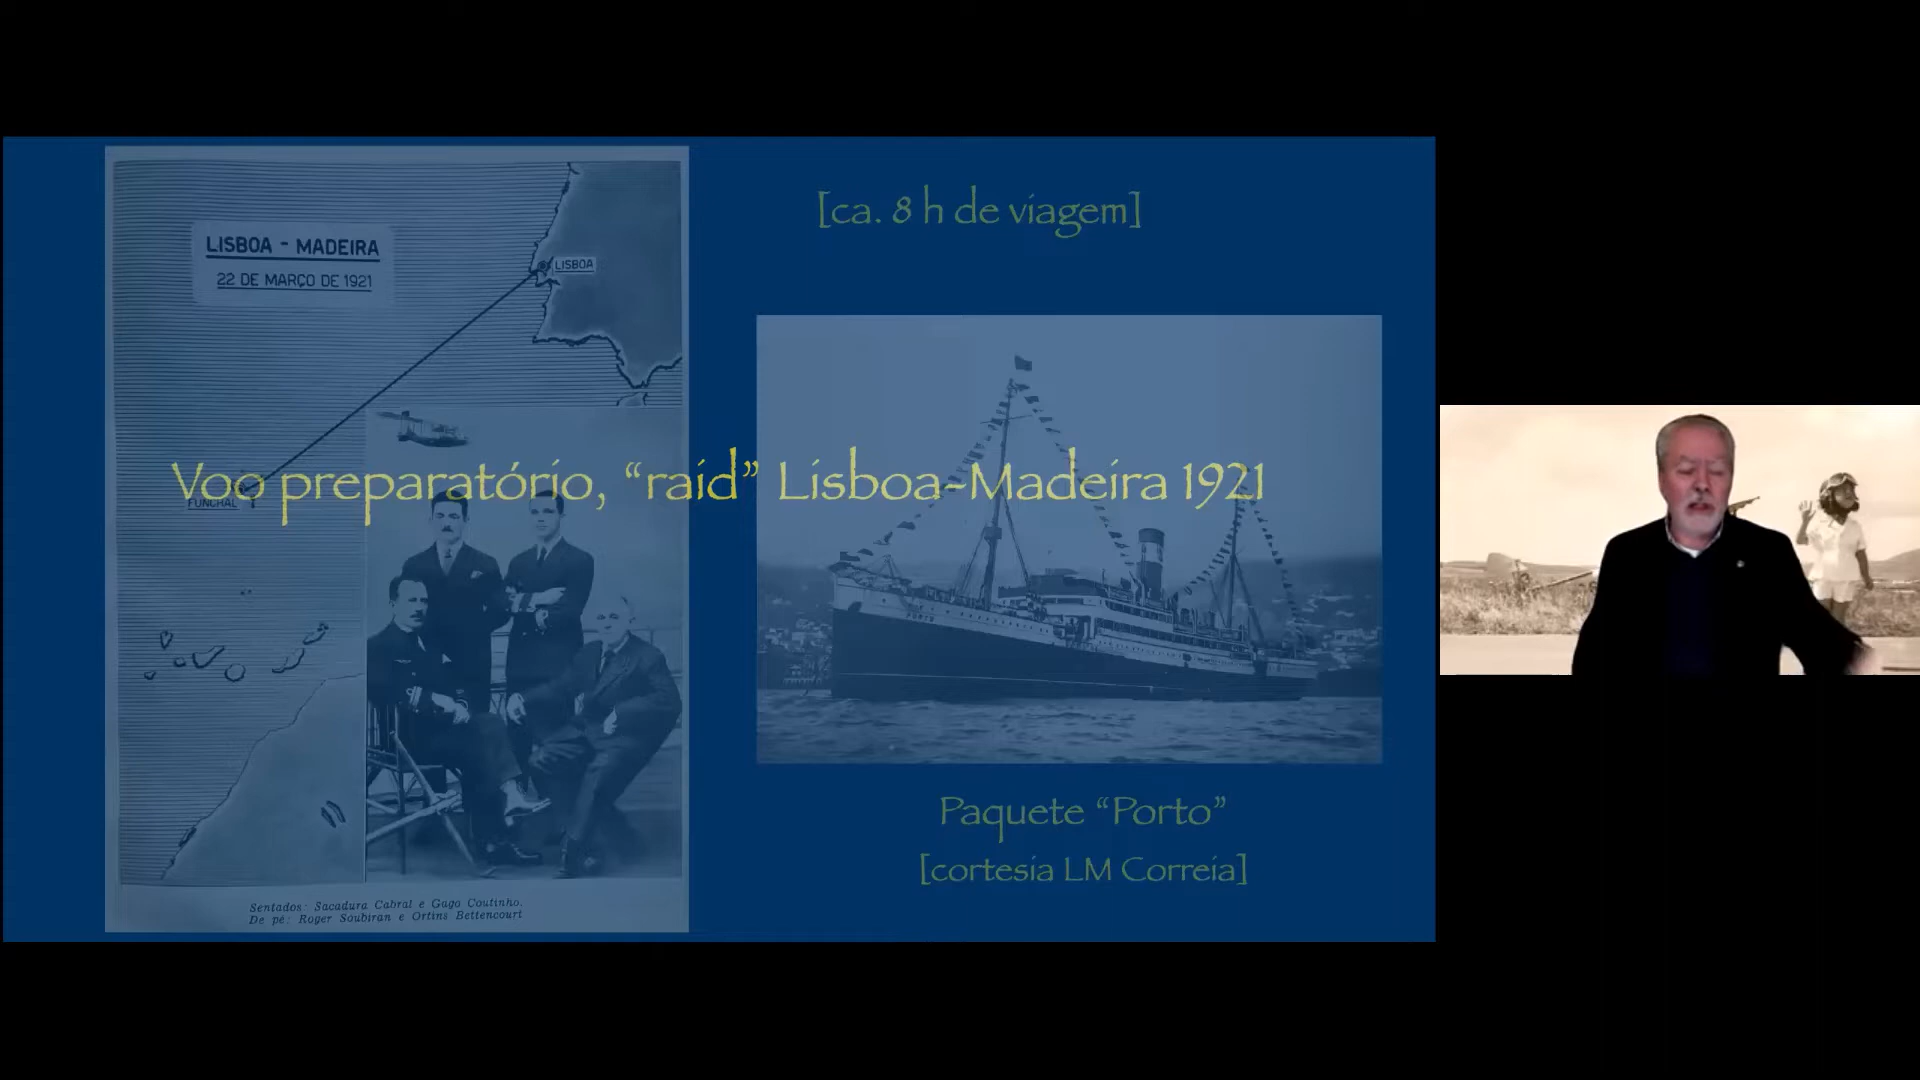 [ca. 8 h de viagem]
LISBOA - MADEIRA
22 DE MARÇO DE 1921
LISBOA
Voo preparatório, “raid” Lisboa-Madeira 1921
FUNCHAL
PORTO
Paquete “Porto”
[cortesia LM Correia]
Sentados: Sacadura Cabral e Gago Coutinho.
De pé: Roger Soubiran e Ortins Bettencourt